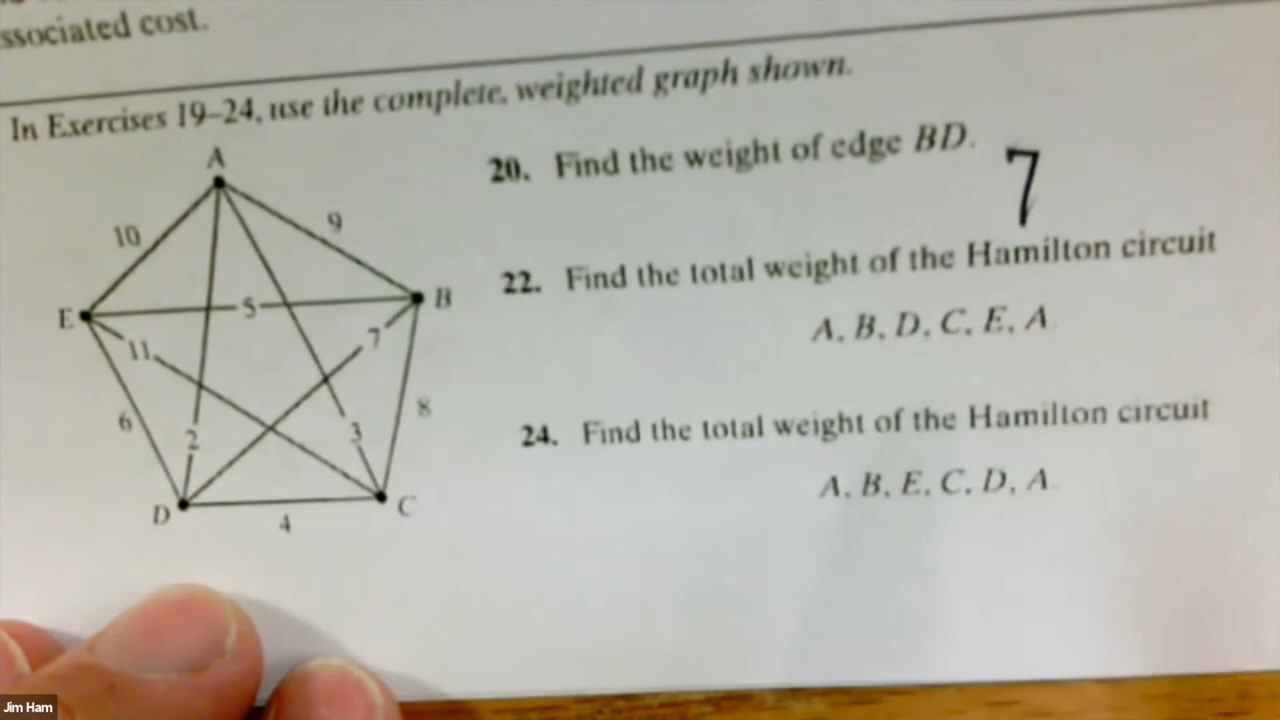 ssociated cost.
In Exercises 19–24, use the complete, weighted graph shown.
A
10
9
E
5
B
11
7
6
2
3
8
D
C
4
20. Find the weight of edge BD.
7
22. Find the total weight of the Hamilton circuit
A, B, D, C, E, A.
24. Find the total weight of the Hamilton circuit
A, B, E, C, D, A.
Jim Ham